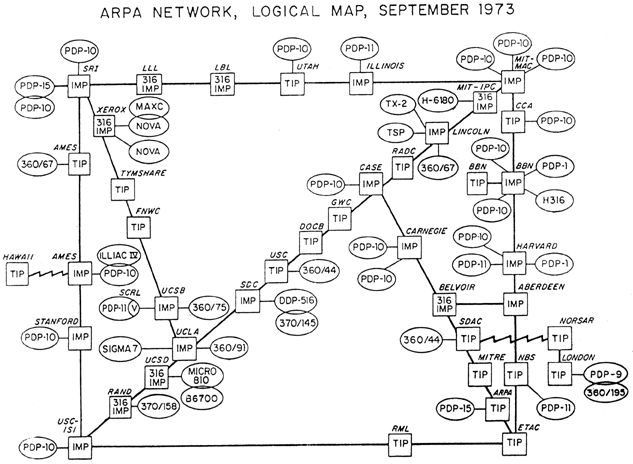 ARPA NETWORK, LOGICAL MAP, SEPTEMBER 1973
PDP-10
SRI
PDP-15
PDP-10
IMP
LLL
316
IMP
LBL
316
IMP
PDP-10
UTAH
TIP
PDP-11
ILLINOIS
IMP
PDP-10
PDP-10
MIT-
MAC
IMP
PDP-10
MIT-IPC
H-6180
316
IMP
CCA
TIP
PDP-10
XEROX
316
IMP
MAXC
NOVA
NOVA
TX-2
TSP
IMP
LINCOLN
360/67
RADC
TIP
AMES
360/67
TIP
TYMSHARE
TIP
CASE
PDP-10
IMP
BBN
TIP
PDP-10
BBN
IMP
PDP-1
PDP-10
H316
FNWC
TIP
GWC
TIP
DOCB
TIP
CARNEGIE
PDP-10
IMP
PDP-10
PDP-10
HARVARD
PDP-11
IMP
PDP-1
HAWAII
TIP
AMES
IMP
ILLIAC IV
PDP-10
USC
TIP
360/44
SCRL
PDP-11
V
UCSB
IMP
360/75
SCC
IMP
DDP-516
370/145
BELVOIR
316
IMP
ABERDEEN
IMP
STANFORD
PDP-10
IMP
UCLA
SIGMA 7
IMP
360/91
SDAC
360/44
TIP
NORSAR
TIP
UCSD
316
IMP
MICRO
810
B6700
MITRE
TIP
NBS
TIP
PDP-11
LONDON
TIP
PDP-9
360/195
RAND
316
IMP
370/158
ARPA
PDP-15
TIP
USC-
ISI
PDP-10
IMP
RML
TIP
ETAC
TIP